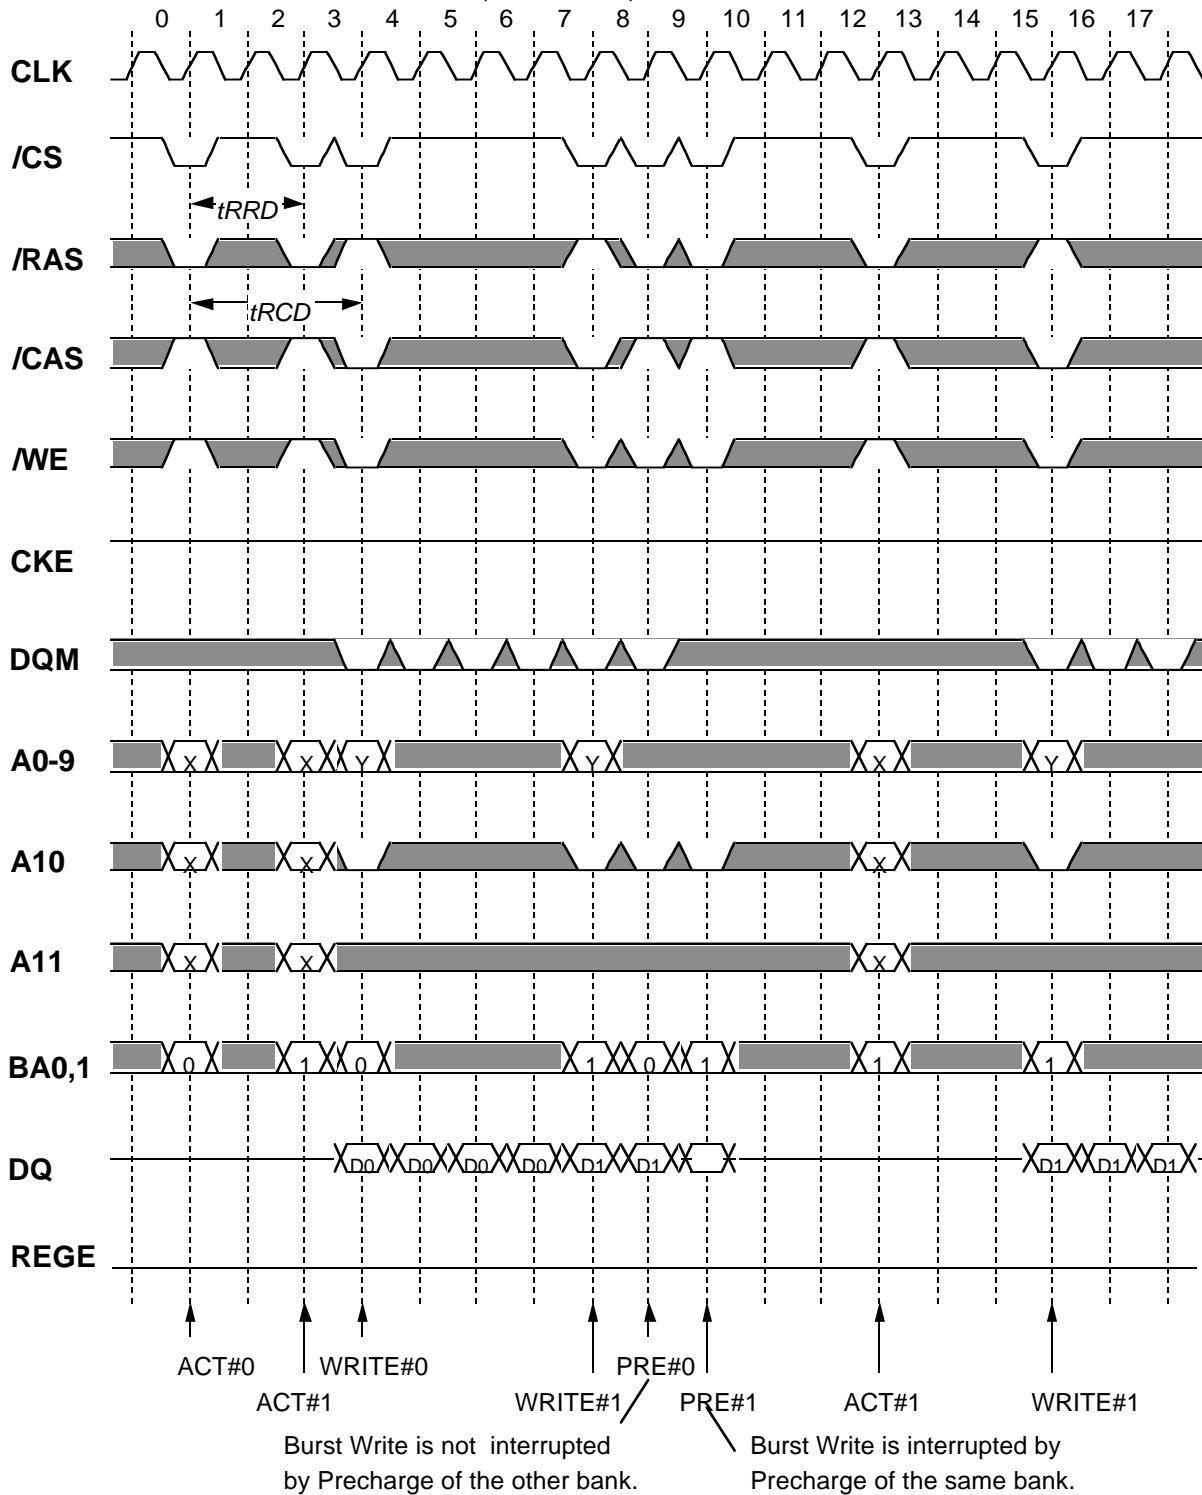 0 1 2 3 4 5 6 7 8 9 10 11 12 13 14 15 16 17
CLK
/CS
tRRD
/RAS
tRCD
/CAS
/WE
CKE
DQM
A0-9 X X Y Y X Y
A10 X X X
A11 X X X
BA0,1 0 1 0 1 0 1 1 1
DQ D0 D0 D0 D0 D1 D1 D1 D1 D1
REGE
ACT#0 WRITE#0 PRE#0
ACT#1 WRITE#1 PRE#1 ACT#1 WRITE#1
Burst Write is not interrupted
by Precharge of the other bank.
Burst Write is interrupted by
Precharge of the same bank.